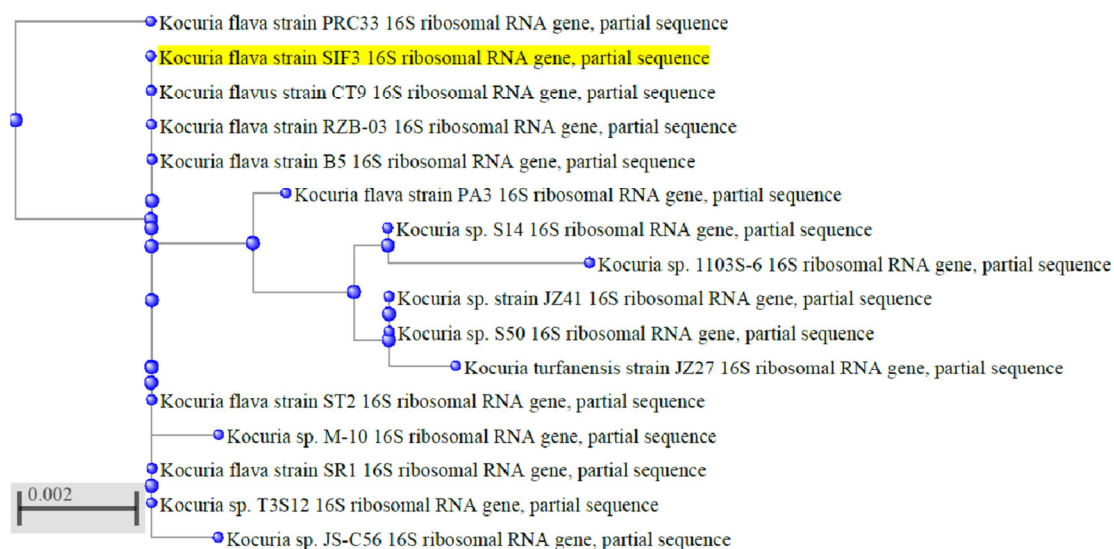 Kocuria flava strain PRC33 16S ribosomal RNA gene, partial sequence
Kocuria flava strain SIF3 16S ribosomal RNA gene, partial sequence
Kocuria flavus strain CT9 16S ribosomal RNA gene, partial sequence
Kocuria flava strain RZB-03 16S ribosomal RNA gene, partial sequence
Kocuria flava strain B5 16S ribosomal RNA gene, partial sequence
Kocuria flava strain PA3 16S ribosomal RNA gene, partial sequence
Kocuria sp. S14 16S ribosomal RNA gene, partial sequence
Kocuria sp. 1103S-6 16S ribosomal RNA gene, partial sequence
Kocuria sp. strain JZ41 16S ribosomal RNA gene, partial sequence
Kocuria sp. S50 16S ribosomal RNA gene, partial sequence
Kocuria turfanensis strain JZ27 16S ribosomal RNA gene, partial sequence
Kocuria flava strain ST2 16S ribosomal RNA gene, partial sequence
Kocuria sp. M-10 16S ribosomal RNA gene, partial sequence
Kocuria flava strain SR1 16S ribosomal RNA gene, partial sequence
0.002
Kocuria sp. T3S12 16S ribosomal RNA gene, partial sequence
Kocuria sp. JS-C56 16S ribosomal RNA gene, partial sequence